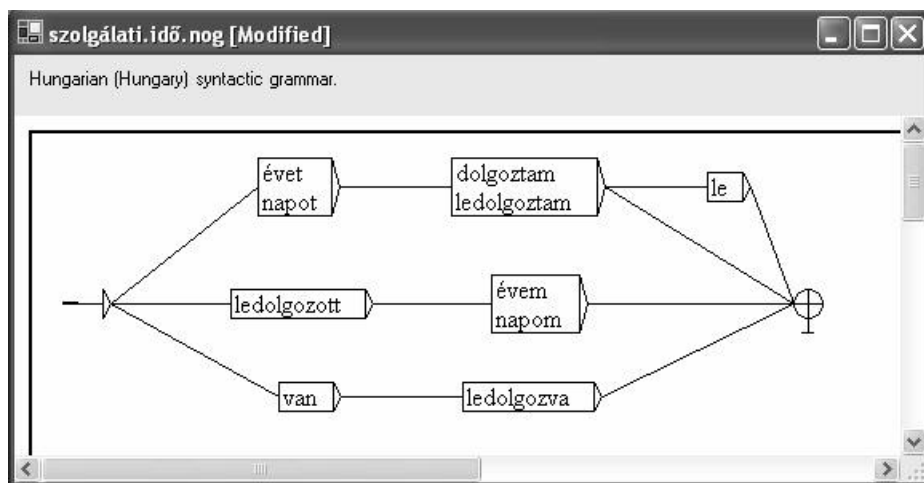 szolgálati.idő.nog [Modified]
Hungarian (Hungary) syntactic grammar.
évet
napot
dolgoztam
ledolgoztam
le
ledolgozott
évem
napom
van
ledolgozva